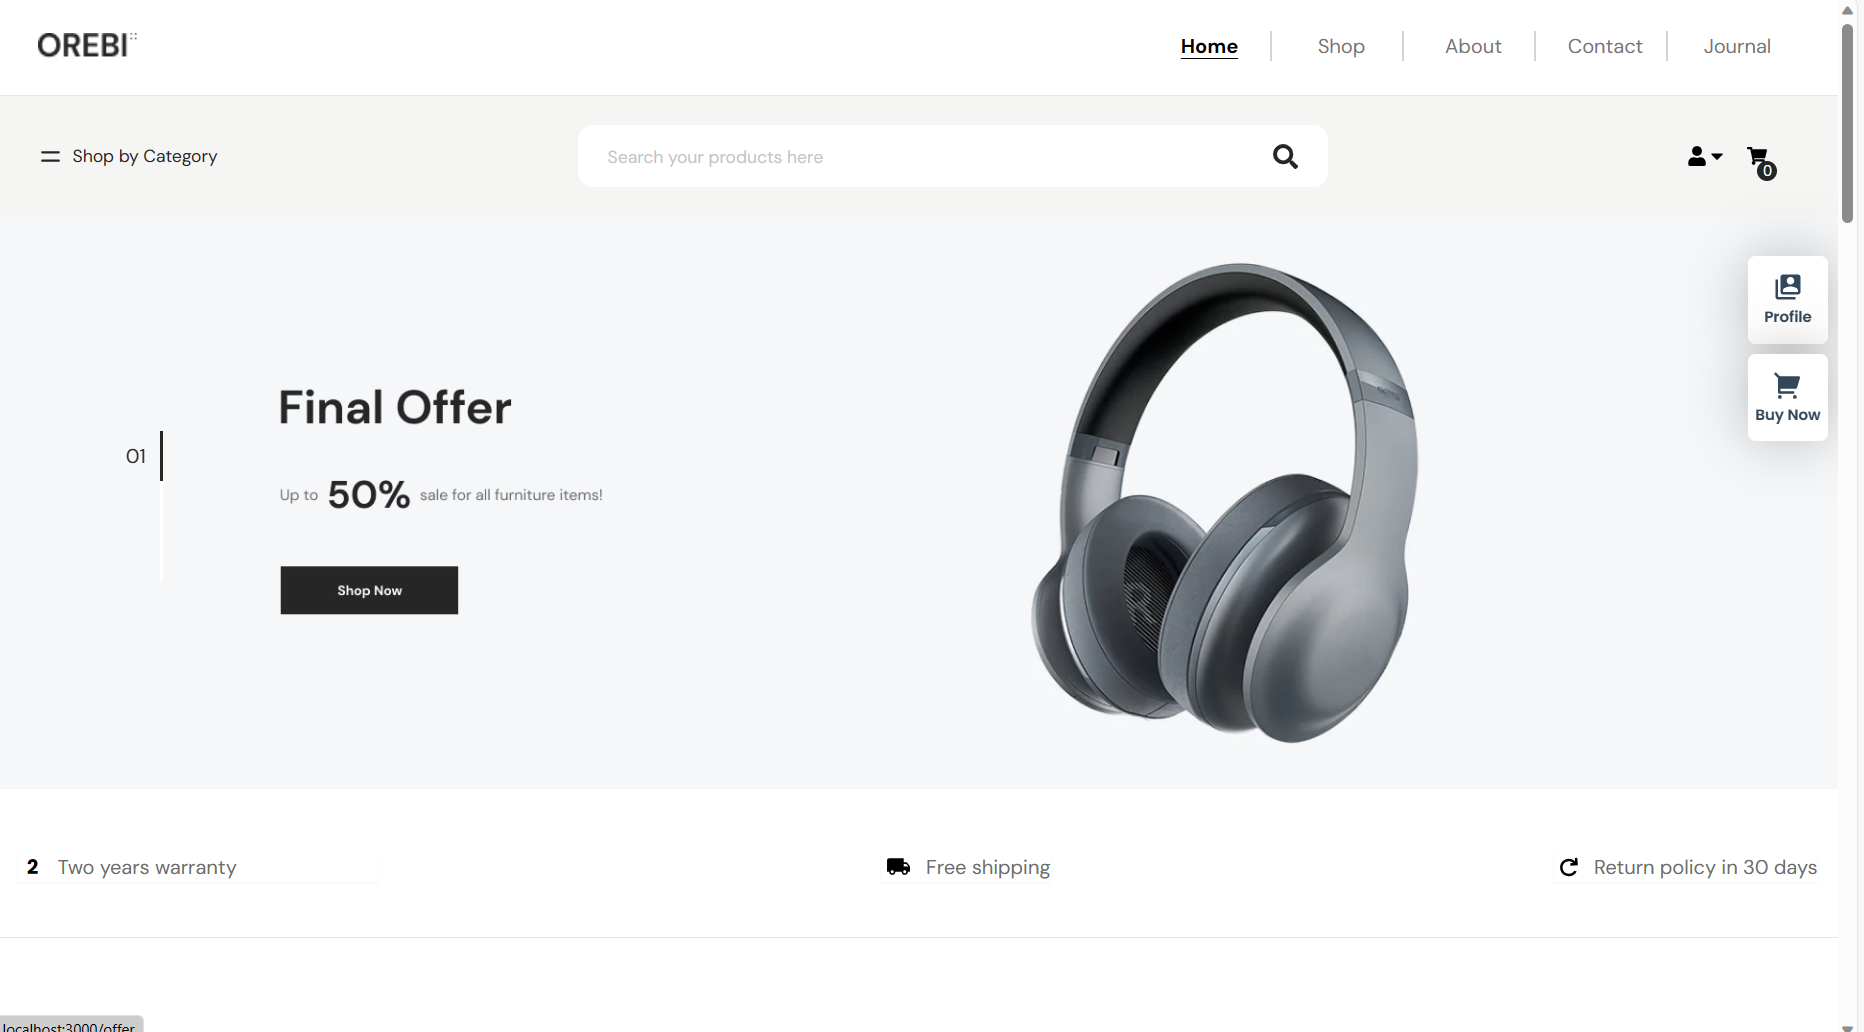 OREBI
Home Shop About Contact Journal
Shop by Category
Search your products here
0
Profile
Buy Now
Final Offer
01
Up to 50% sale for all furniture items!
Shop Now
2 Two years warranty
Free shipping
Return policy in 30 days
localhost:3000/offer